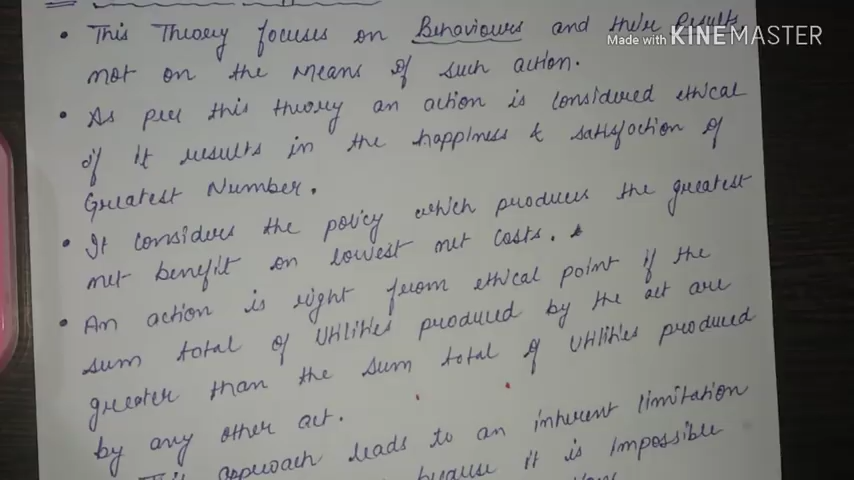 • This Theory focuses on Behaviours and their Results
Made with KINEMASTER
not on the means of such action.
• As per this theory an action is considered ethical
if it results in the happiness & satisfaction of
Greatest Number.
• It considers the policy which produces the greatest
net benefit on lowest net costs.
• An action is right from ethical point if the
sum total of Utilities produced by the act are
greater than the sum total of Utilities produced
by any other act.
approach leads to an inherent limitation
because it is impossible